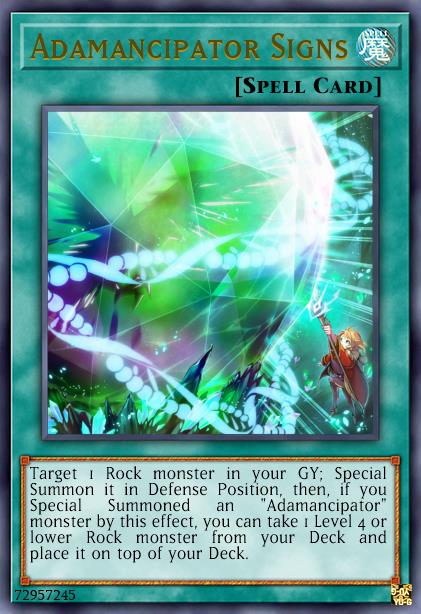 Adamancipator Signs
SPELL
魔
[Spell Card]
Target 1 Rock monster in your GY; Special
Summon it in Defense Position, then, if you
Special Summoned an "Adamancipator"
monster by this effect, you can take 1 Level 4 or
lower Rock monster from your Deck and
place it on top of your Deck.
72957245